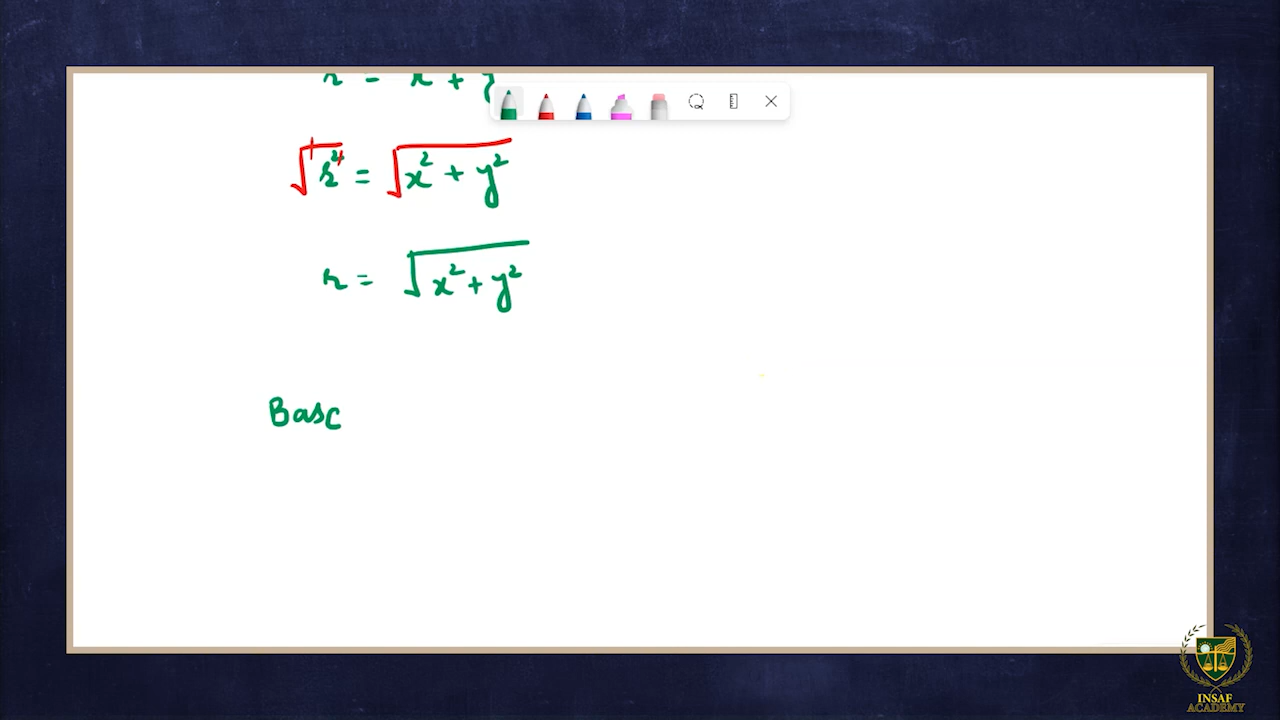 r = x + y
√r² = √x² + y²
r = √x² + y²
Basc
INSAF
ACADEMY